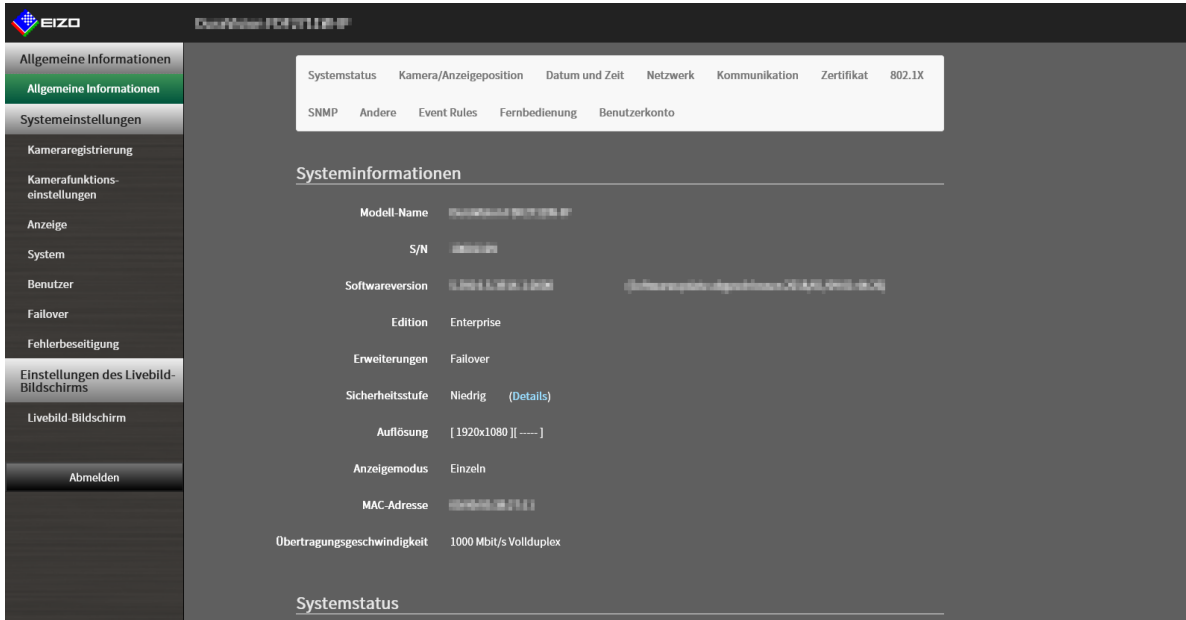 EIZO
Allgemeine Informationen
Allgemeine Informationen
Systemeinstellungen
Kameraregistrierung
Kamerafunktions-
einstellungen
Anzeige
System
Benutzer
Failover
Fehlerbeseitigung
Einstellungen des Livebild-
Bildschirms
Livebild-Bildschirm
Abmelden
Systemstatus Kamera/Anzeigeposition Datum und Zeit Netzwerk Kommunikation Zertifikat 802.1X
SNMP Andere Event Rules Fernbedienung Benutzerkonto
Systeminformationen
Modell-Name
S/N
Softwareversion
Edition Enterprise
Erweiterungen Failover
Sicherheitsstufe Niedrig (Details)
Auflösung [ 1920x1080 ][ ----- ]
Anzeigemodus Einzeln
MAC-Adresse
Übertragungsgeschwindigkeit 1000 Mbit/s Vollduplex
Systemstatus